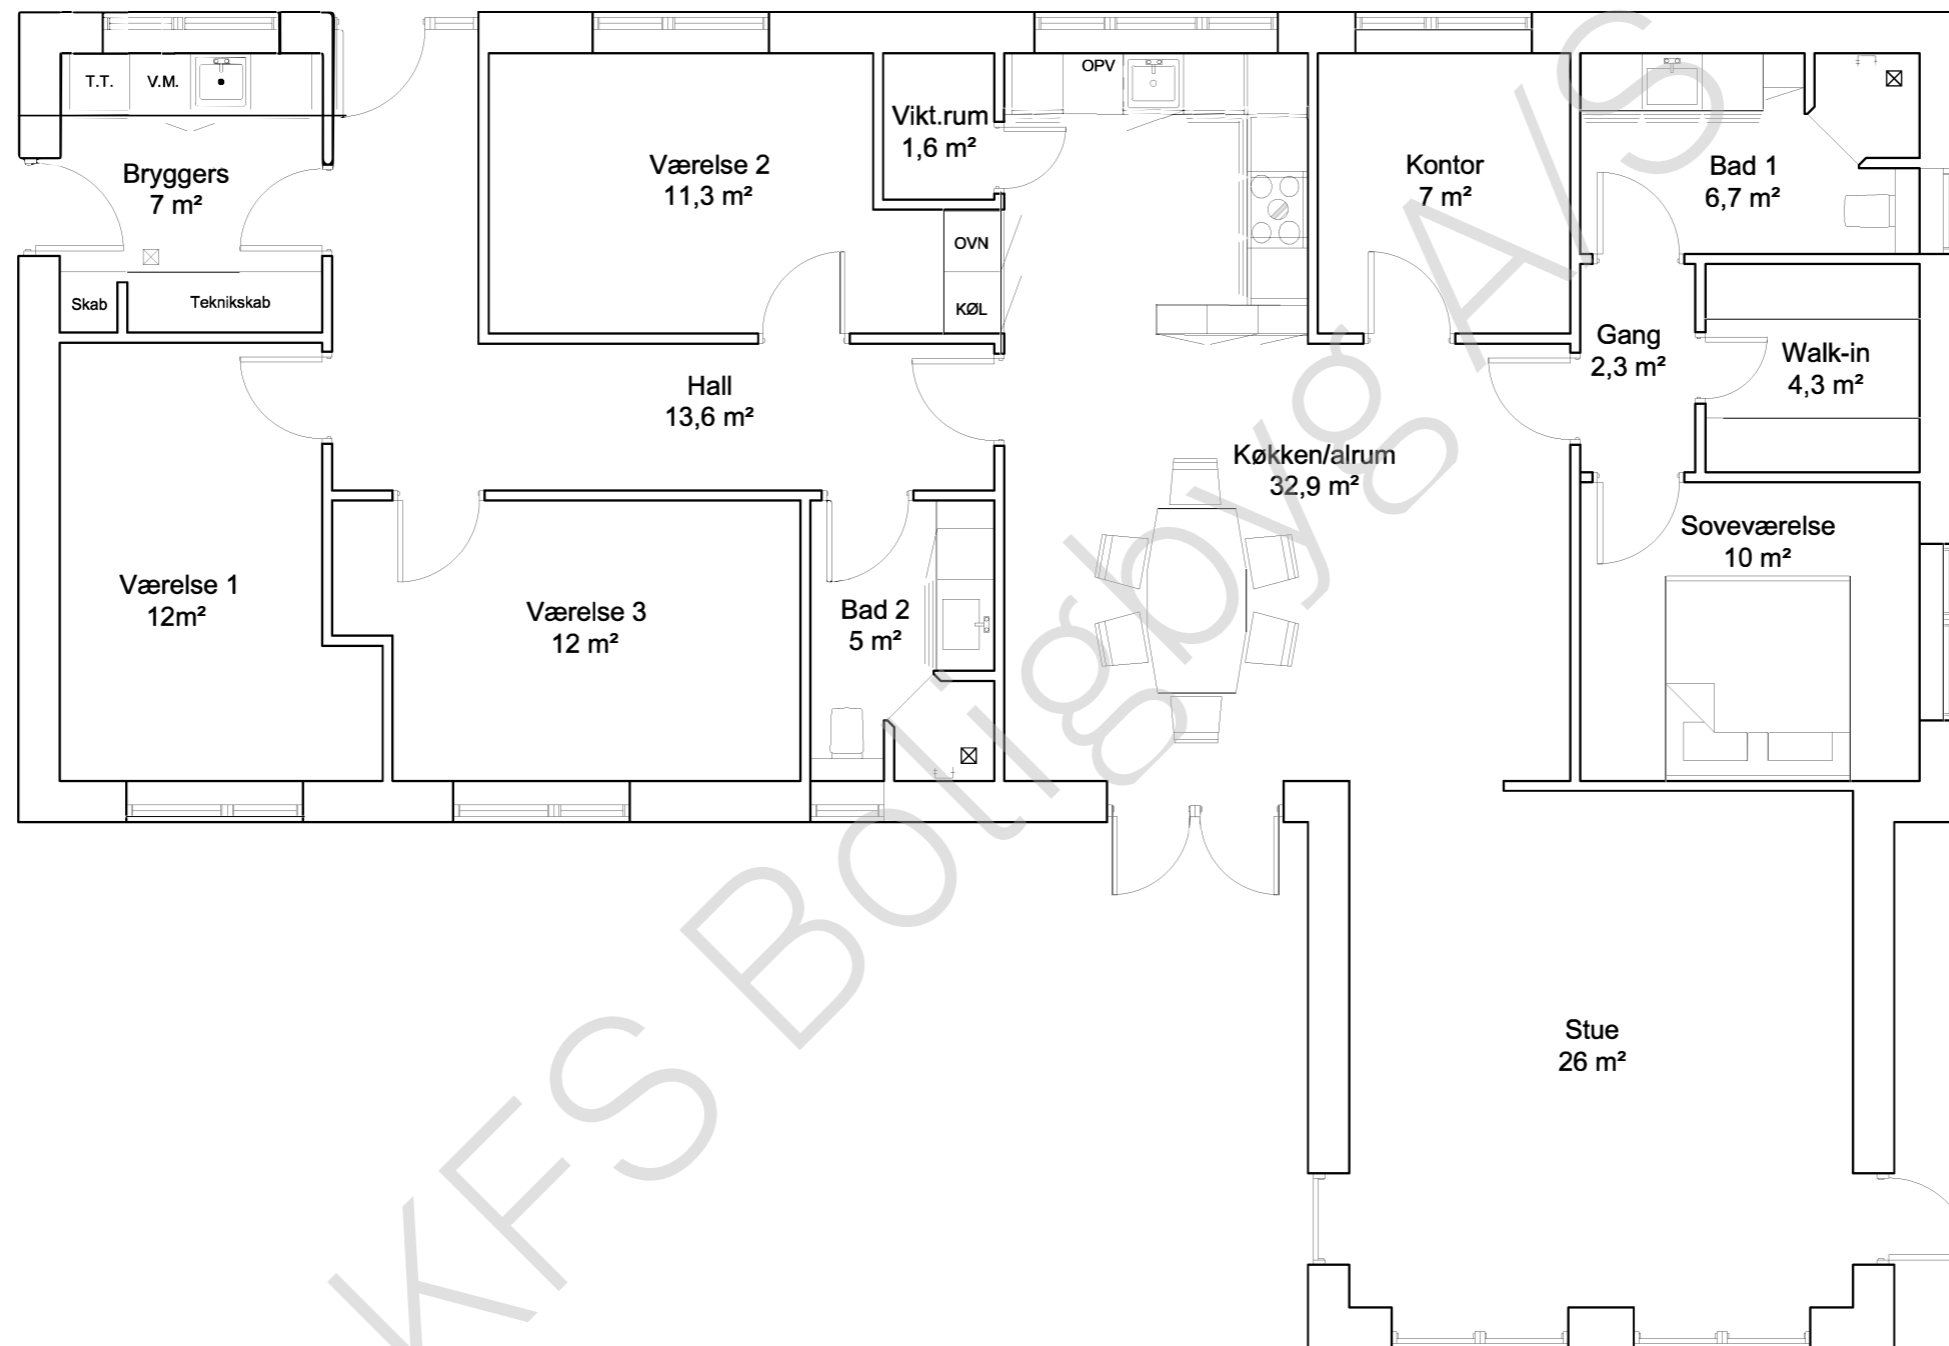 T.T.
V.M.
Bryggers
7 m²
Skab
Teknikskab
Værelse 2
11,3 m²
Vikt.rum
1,6 m²
OVN
KØL
OPV
Kontor
7 m²
Bad 1
6,7 m²
Gang
2,3 m²
Walk-in
4,3 m²
Hall
13,6 m²
Køkken/alrum
32,9 m²
Soveværelse
10 m²
Værelse 1
12m²
Værelse 3
12 m²
Bad 2
5 m²
Stue
26 m²
KFS Boligbyg A/S